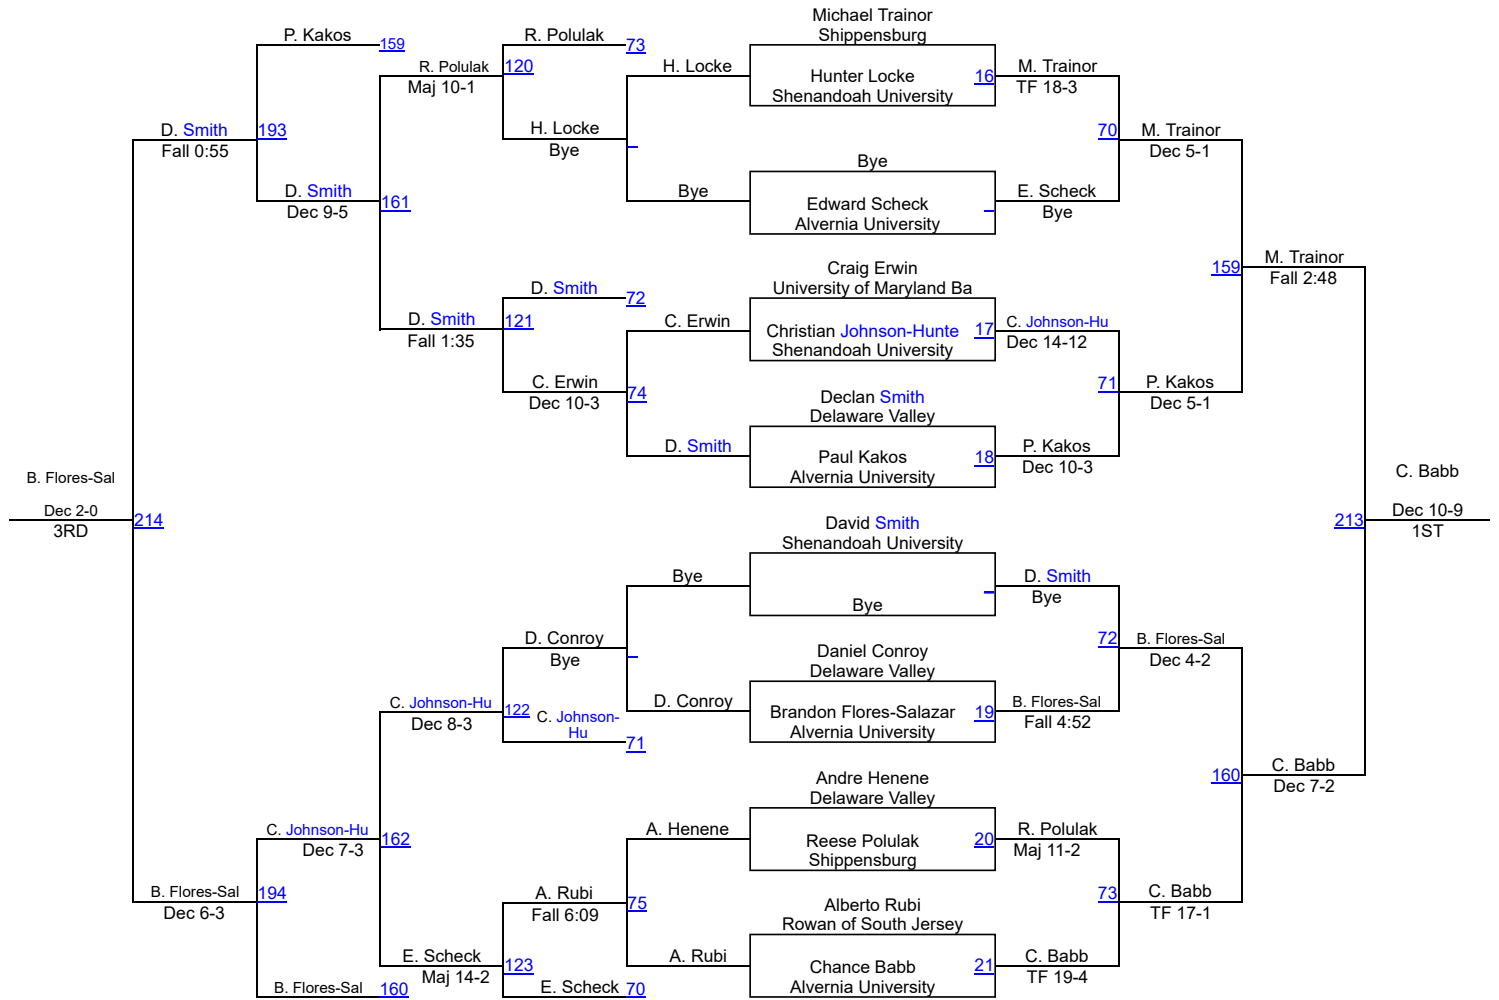 Michael Trainor
Shippensburg
P. Kakos
159
R. Polulak
73
R. Polulak
120
H. Locke
Hunter Locke
16
M. Trainor
Maj 10-1
Shenandoah University
TF 18-3
D. Smith
193
H. Locke
70
M. Trainor
Fall 0:55
Bye
Dec 5-1
Bye
D. Smith
161
Bye
Edward Scheck
E. Scheck
Dec 9-5
Alvernia University
Bye
Craig Erwin
159
M. Trainor
University of Maryland Ba
Fall 2:48
D. Smith
72
D. Smith
121
C. Erwin
Christian Johnson-Hunte
17
C. Johnson-Hu
Fall 1:35
Shenandoah University
Dec 14-12
C. Erwin
74
71
P. Kakos
Dec 10-3
Declan Smith
Dec 5-1
Delaware Valley
D. Smith
Paul Kakos
18
P. Kakos
Alvernia University
Dec 10-3
B. Flores-Sal
C. Babb
Dec 2-0
214
213
Dec 10-9
3RD
1ST
David Smith
Shenandoah University
Bye
D. Smith
Bye
Bye
D. Conroy
72
B. Flores-Sal
Bye
Daniel Conroy
Dec 4-2
Delaware Valley
C. Johnson-Hu
122
D. Conroy
Brandon Flores-Salazar
19
B. Flores-Sal
Dec 8-3
C. Johnson-
Hu
71
Alvernia University
Fall 4:52
Andre Henene
160
C. Babb
Delaware Valley
Dec 7-2
C. Johnson-Hu
162
A. Henene
Reese Polulak
20
R. Polulak
Dec 7-3
Shippensburg
Maj 11-2
B. Flores-Sal
194
A. Rubi
75
73
C. Babb
Dec 6-3
Fall 6:09
Alberto Rubi
TF 17-1
Rowan of South Jersey
E. Scheck
123
A. Rubi
Chance Babb
21
C. Babb
Maj 14-2
Alvernia University
TF 19-4
B. Flores-Sal
160
E. Scheck
70